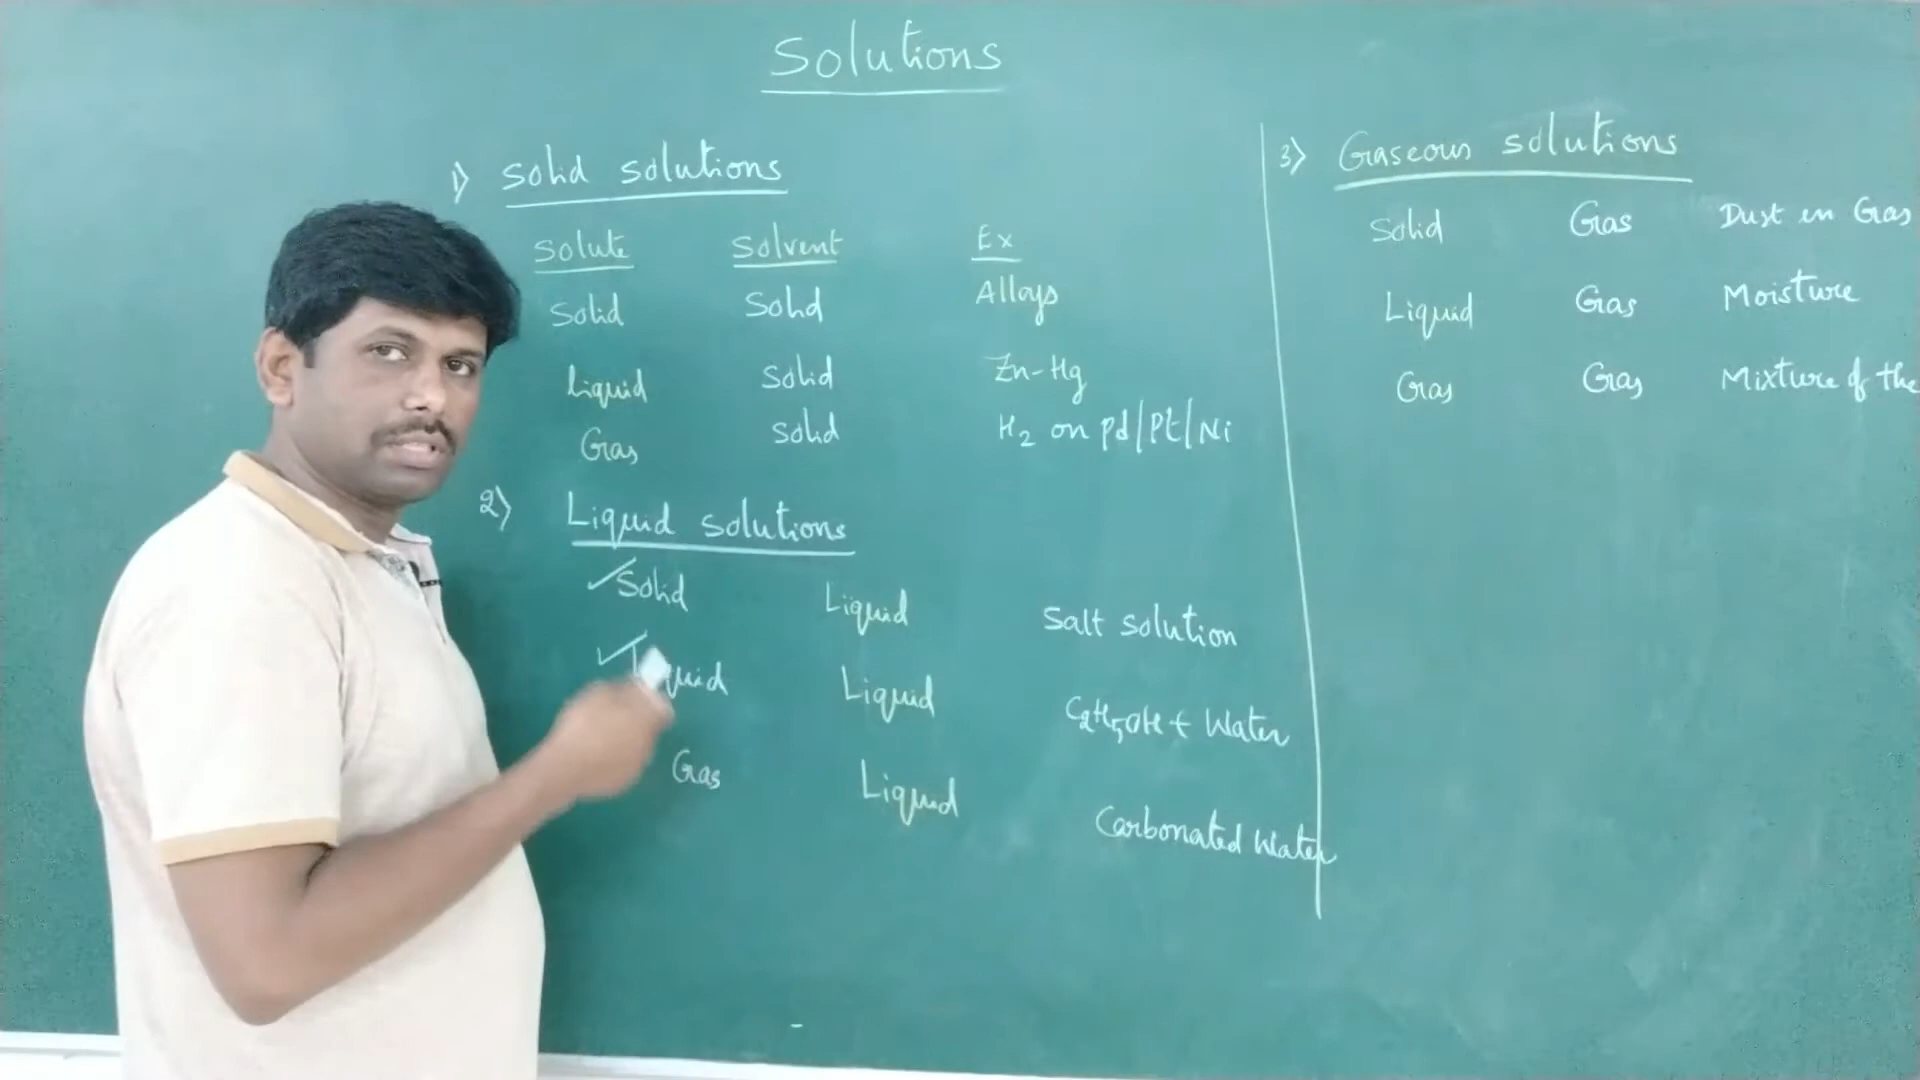 Solutions
1) Solid solutions
Solute Solvent Ex
Solid Solid Alloys
Liquid Solid Zn-Hg
Gas Solid H2 on Pd/Pt/Ni
2) Liquid solutions
✓Solid Liquid Salt solution
✓ Liquid C2H5OH + Water
Gas Liquid Carbonated Water
3) Gaseous solutions
Solid Gas Dust in Gas
Liquid Gas Moisture
Gas Gas Mixture of the